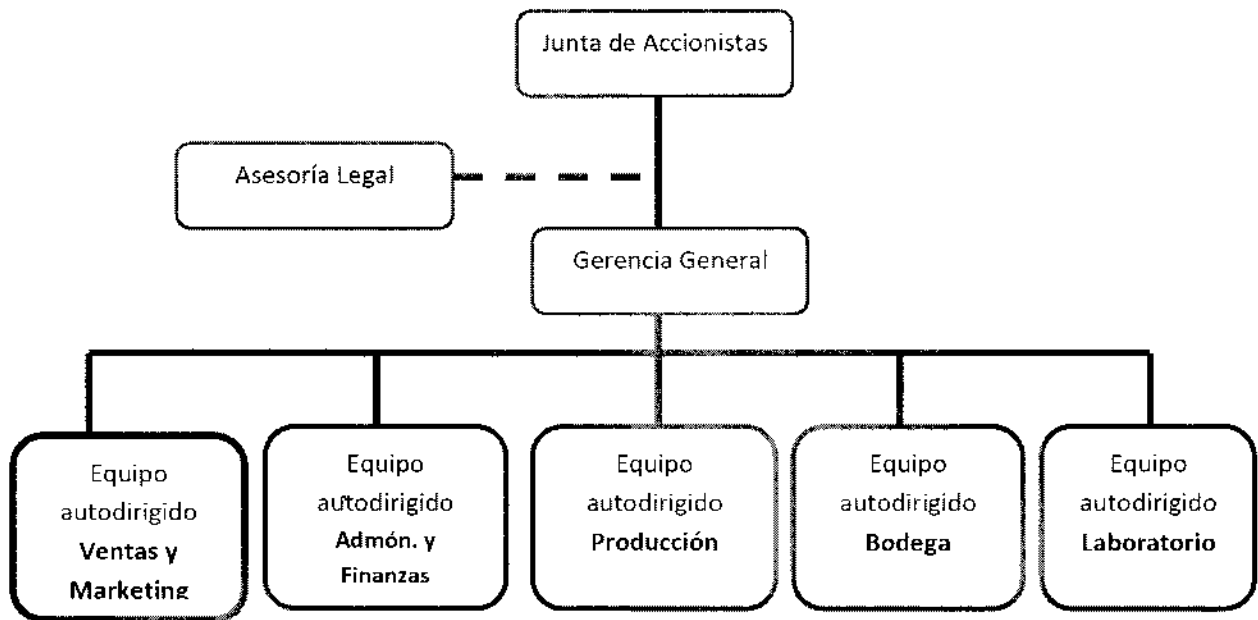 Junta de Accionistas
Asesoría Legal
Gerencia General
Equipo
autodirigido
Ventas y
Marketing
Equipo
autodirigido
Admón. y
Finanzas
Equipo
autodirigido
Producción
Equipo
autodirigido
Bodega
Equipo
autodirigido
Laboratorio